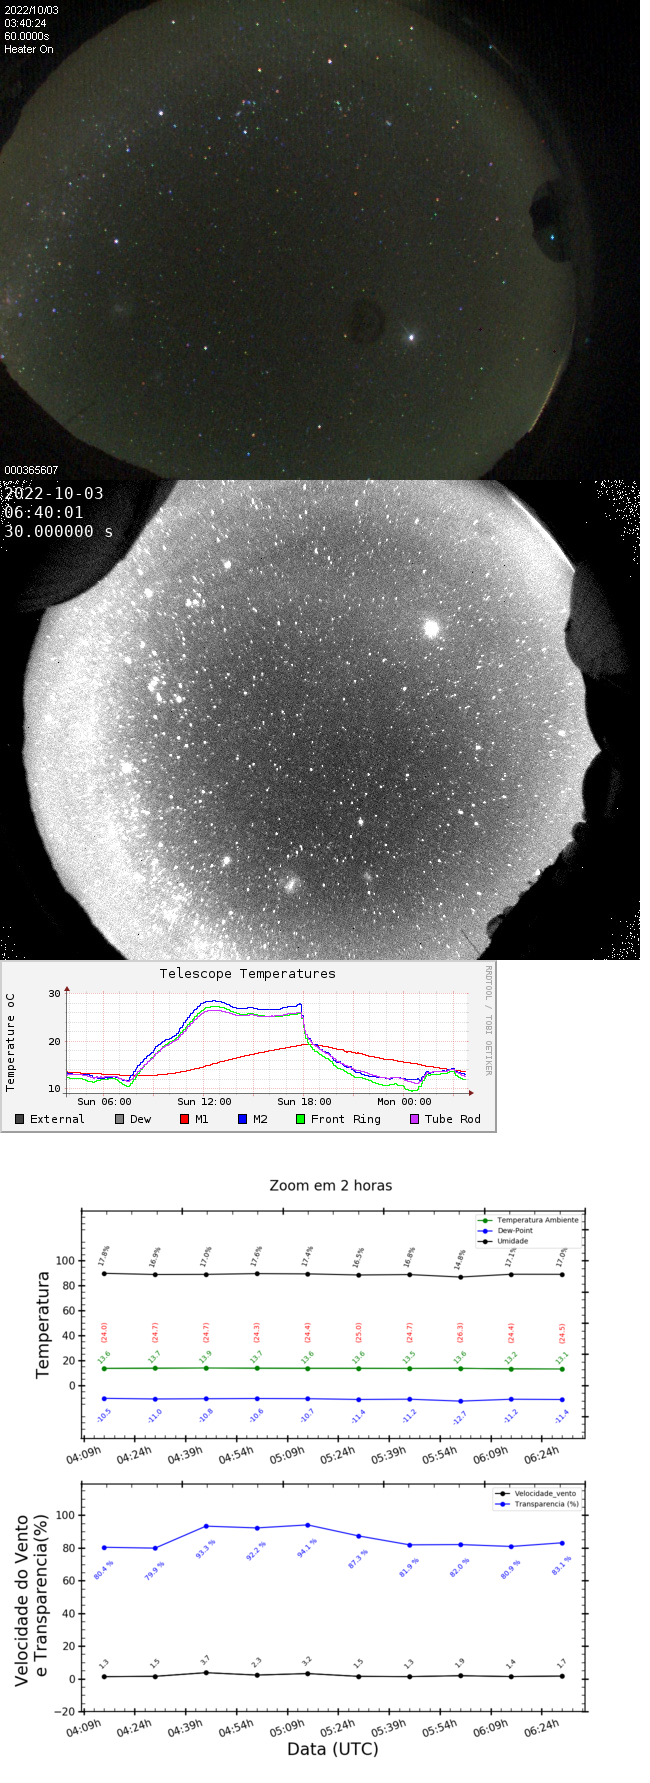 2022/10/03
03:40:24
60.0000s
Heater On
000365607
2022-10-03
06:40:01
30.000000 s
Telescope Temperatures
RRDTOOL / TOBI OETIKER
Temperature oC
30
20
10
Sun 06:00 Sun 12:00 Sun 18:00 Mon 00:00
External Dew M1 M2 Front Ring Tube Rod
Zoom em 2 horas
Temperatura Ambiente
Dew-Point
Umidade
Temperatura
100
80
60
40
20
0
17.8% 16.9% 17.0% 17.6% 17.4% 16.5% 16.8% 14.8% 17.1% 17.0%
(24.0) (24.7) (24.7) (24.3) (24.4) (25.0) (24.7) (26.3) (24.4) (24.5)
13.6 13.7 13.9 13.7 13.6 13.6 13.5 13.6 13.2 13.1
-10.5 -11.0 -10.8 -10.6 -10.7 -11.4 -11.2 -12.7 -11.2 -11.4
04:09h 04:24h 04:39h 04:54h 05:09h 05:24h 05:39h 05:54h 06:09h 06:24h
Velocidade_vento
Transparencia (%)
Velocidade do Vento
e Transparencia(%)
100
80
60
40
20
0
−20
80.4 % 79.9 % 93.3 % 92.2 % 94.1 % 87.3 % 81.9 % 82.0 % 80.9 % 83.1 %
1.3 1.5 3.7 2.3 3.2 1.5 1.3 1.9 1.4 1.7
04:09h 04:24h 04:39h 04:54h 05:09h 05:24h 05:39h 05:54h 06:09h 06:24h
Data (UTC)